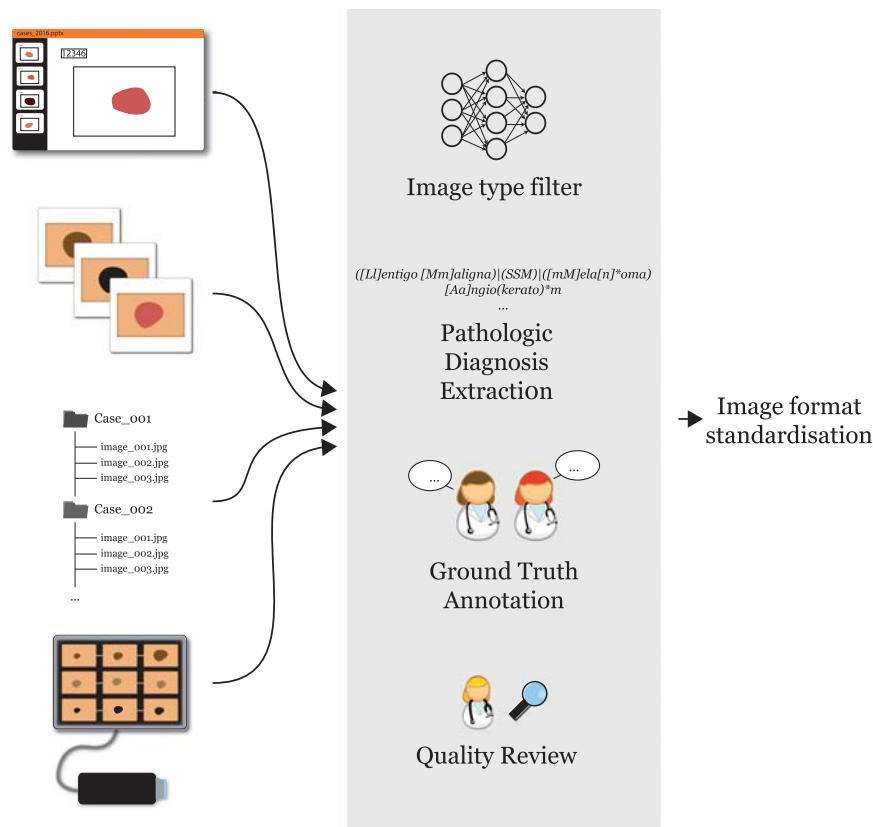 cases_2016.pptx
12346
Case_001
image_001.jpg
image_002.jpg
image_003.jpg
Case_002
image_001.jpg
image_002.jpg
image_003.jpg
...
Image type filter
([Ll]entigo [Mm]aligna)|(SSM)|([mM]ela[n]*oma)
[Aa]ngio(kerato)*m
...
Pathologic
Diagnosis
Extraction
...
...
Ground Truth
Annotation
Quality Review
Image format
standardisation